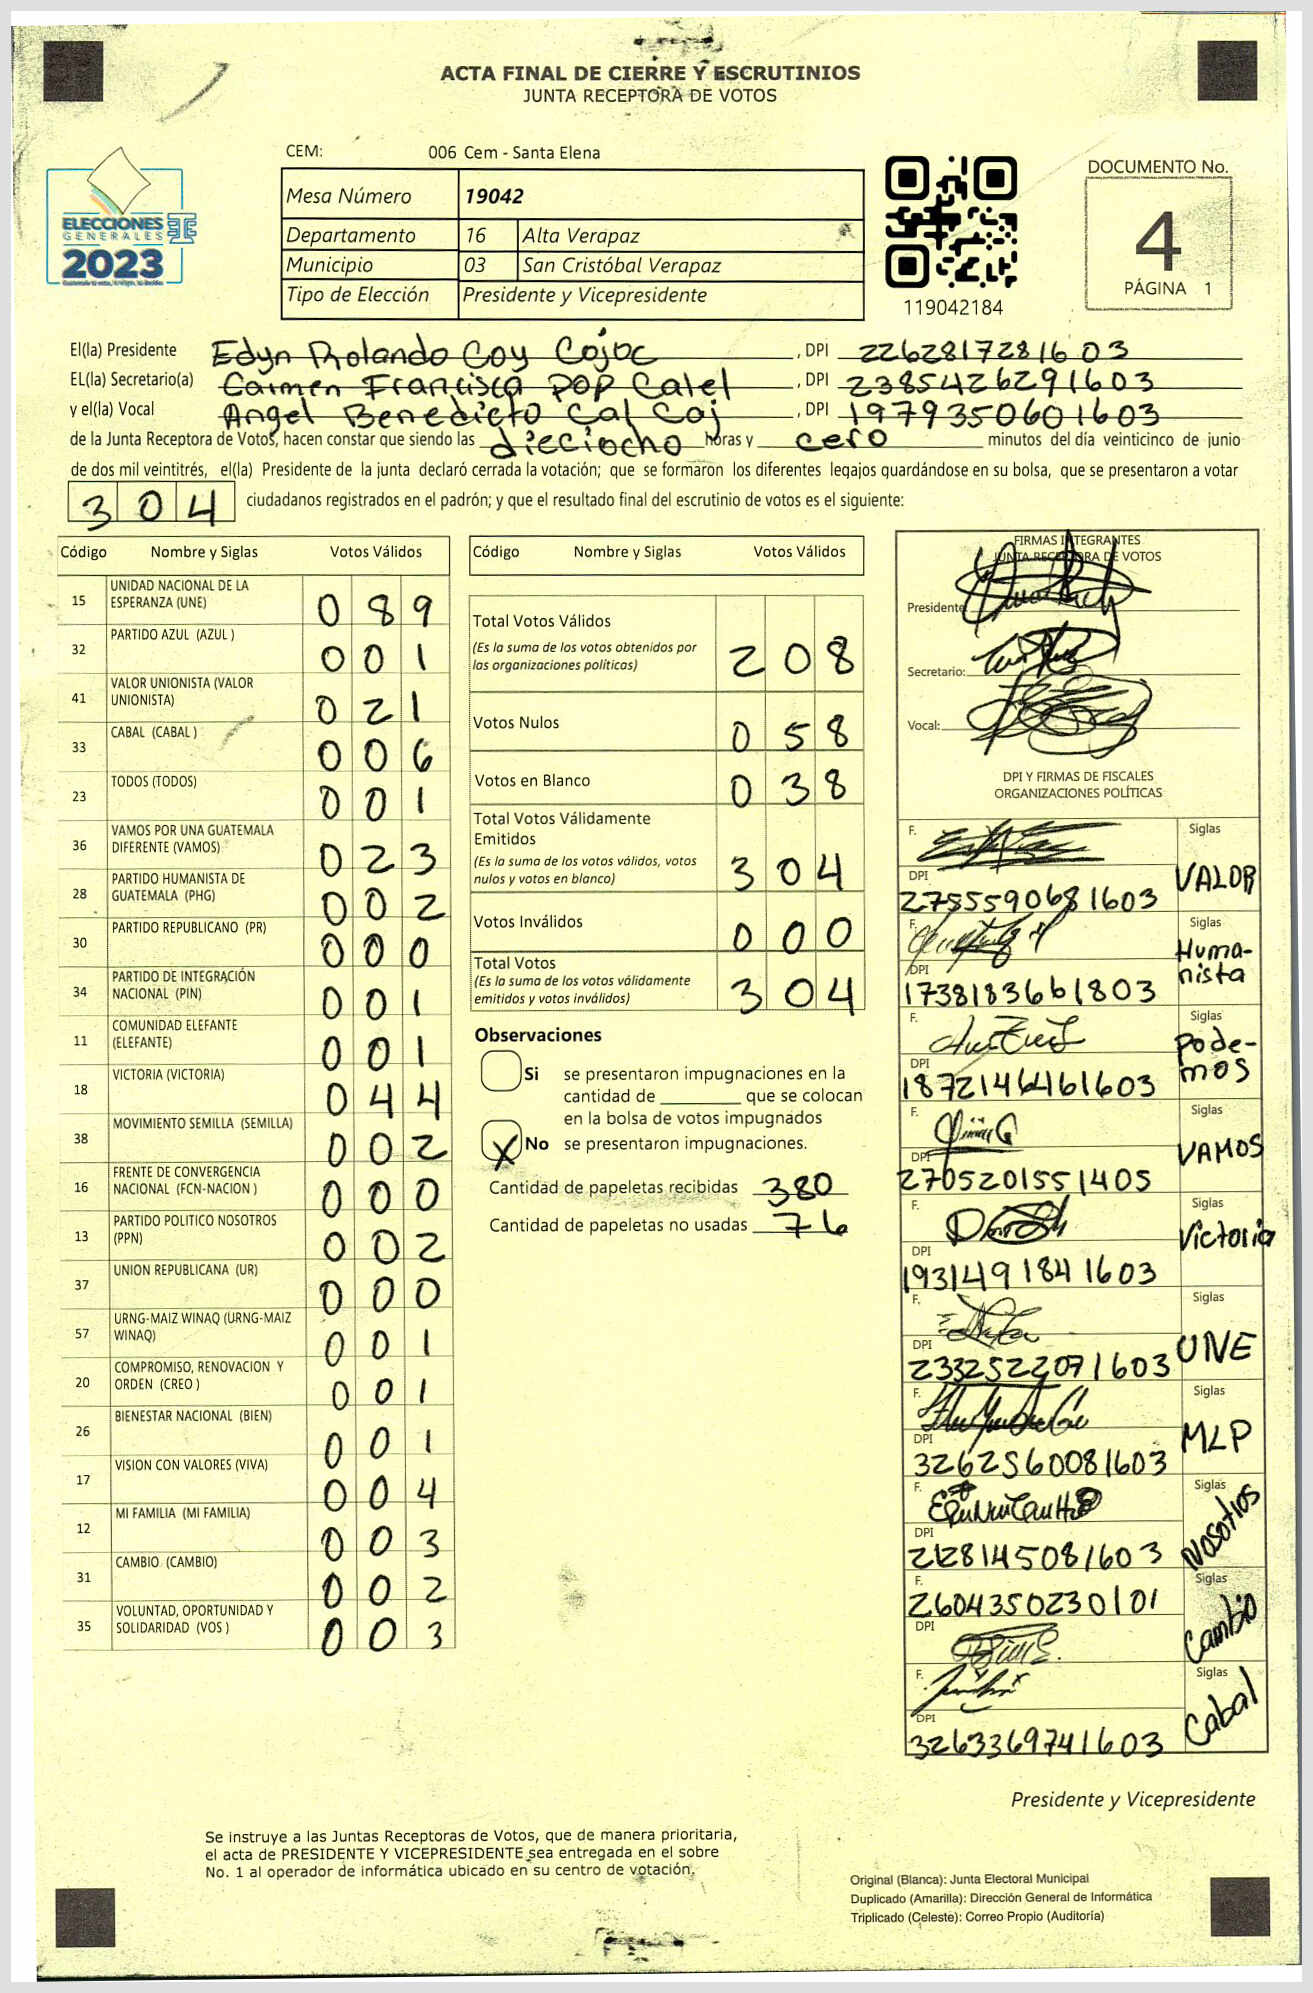 ACTA FINAL DE CIERRE Y ESCRUTINIOS
JUNTA RECEPTORA DE VOTOS
CEM: 006 Cem - Santa Elena
ELECCIONES
GENERALES
2023
Mesa Número 19042
Departamento 16 Alta Verapaz
Municipio 03 San Cristóbal Verapaz
Tipo de Elección Presidente y Vicepresidente
119042184
DOCUMENTO No.
4
PÁGINA 1
El(la) Presidente Edyn Rolando Coy Cojoc, DPI 2262817281603
EL(la) Secretario(a) Carmen Francisca POP Calel, DPI 2385426291603
y el(la) Vocal Angel Benedicto Cal Caj, DPI 1979350601603
de la Junta Receptora de Votos, hacen constar que siendo las dieciocho horas y cero minutos del día veinticinco de junio
de dos mil veintitrés, el(la) Presidente de la junta declaró cerrada la votación; que se formaron los diferentes legajos guardándose en su bolsa, que se presentaron a votar
304 ciudadanos registrados en el padrón; y que el resultado final del escrutinio de votos es el siguiente:
Código Nombre y Siglas Votos Válidos
15 UNIDAD NACIONAL DE LA ESPERANZA (UNE) 089
32 PARTIDO AZUL (AZUL ) 001
41 VALOR UNIONISTA (VALOR UNIONISTA) 021
33 CABAL (CABAL ) 006
23 TODOS (TODOS) 001
36 VAMOS POR UNA GUATEMALA DIFERENTE (VAMOS) 023
28 PARTIDO HUMANISTA DE GUATEMALA (PHG) 002
30 PARTIDO REPUBLICANO (PR) 000
34 PARTIDO DE INTEGRACIÓN NACIONAL (PIN) 001
11 COMUNIDAD ELEFANTE (ELEFANTE) 001
18 VICTORIA (VICTORIA) 044
38 MOVIMIENTO SEMILLA (SEMILLA) 002
16 FRENTE DE CONVERGENCIA NACIONAL (FCN-NACION ) 000
13 PARTIDO POLITICO NOSOTROS (PPN) 002
37 UNION REPUBLICANA (UR) 000
57 URNG-MAIZ WINAQ (URNG-MAIZ WINAQ) 001
20 COMPROMISO, RENOVACION Y ORDEN (CREO ) 001
26 BIENESTAR NACIONAL (BIEN) 001
17 VISION CON VALORES (VIVA) 004
12 MI FAMILIA (MI FAMILIA) 003
31 CAMBIO (CAMBIO) 002
35 VOLUNTAD, OPORTUNIDAD Y SOLIDARIDAD (VOS ) 003
Código Nombre y Siglas Votos Válidos
Total Votos Válidos 208
(Es la suma de los votos obtenidos por
las organizaciones políticas)
Votos Nulos 058
Votos en Blanco 038
Total Votos Válidamente
Emitidos 304
(Es la suma de los votos válidos, votos
nulos y votos en blanco)
Votos Inválidos 000
Total Votos 304
(Es la suma de los votos válidamente
emitidos y votos inválidos)
Observaciones
Si se presentaron impugnaciones en la
cantidad de ________ que se colocan
en la bolsa de votos impugnados
X No se presentaron impugnaciones.
Cantidad de papeletas recibidas 380
Cantidad de papeletas no usadas 76
FIRMAS INTEGRANTES
JUNTA RECEPTORA DE VOTOS
Presidente:
Secretario:
Vocal:
DPI Y FIRMAS DE FISCALES
ORGANIZACIONES POLÍTICAS
F. Siglas VALOR
DPI 2755590681603
F. Siglas Humanista
DPI 1738183661803
F. Siglas Podemos
DPI 1872146461603
F. Siglas VAMOS
DPI 2705201551405
F. Siglas Victoria
DPI 1931491841603
F. Siglas UNE
DPI 2332522071603
F. Siglas MLP
DPI 3262560081603
F. Siglas Nosotros
DPI 2128145081603
F. 2604350230101 Siglas Cambio
DPI
F. Siglas Cabal
DPI 3263369741603
Presidente y Vicepresidente
Se instruye a las Juntas Receptoras de Votos, que de manera prioritaria,
el acta de PRESIDENTE Y VICEPRESIDENTE sea entregada en el sobre
No. 1 al operador de informática ubicado en su centro de votación.
Original (Blanca): Junta Electoral Municipal
Duplicado (Amarilla): Dirección General de Informática
Triplicado (Celeste): Correo Propio (Auditoría)